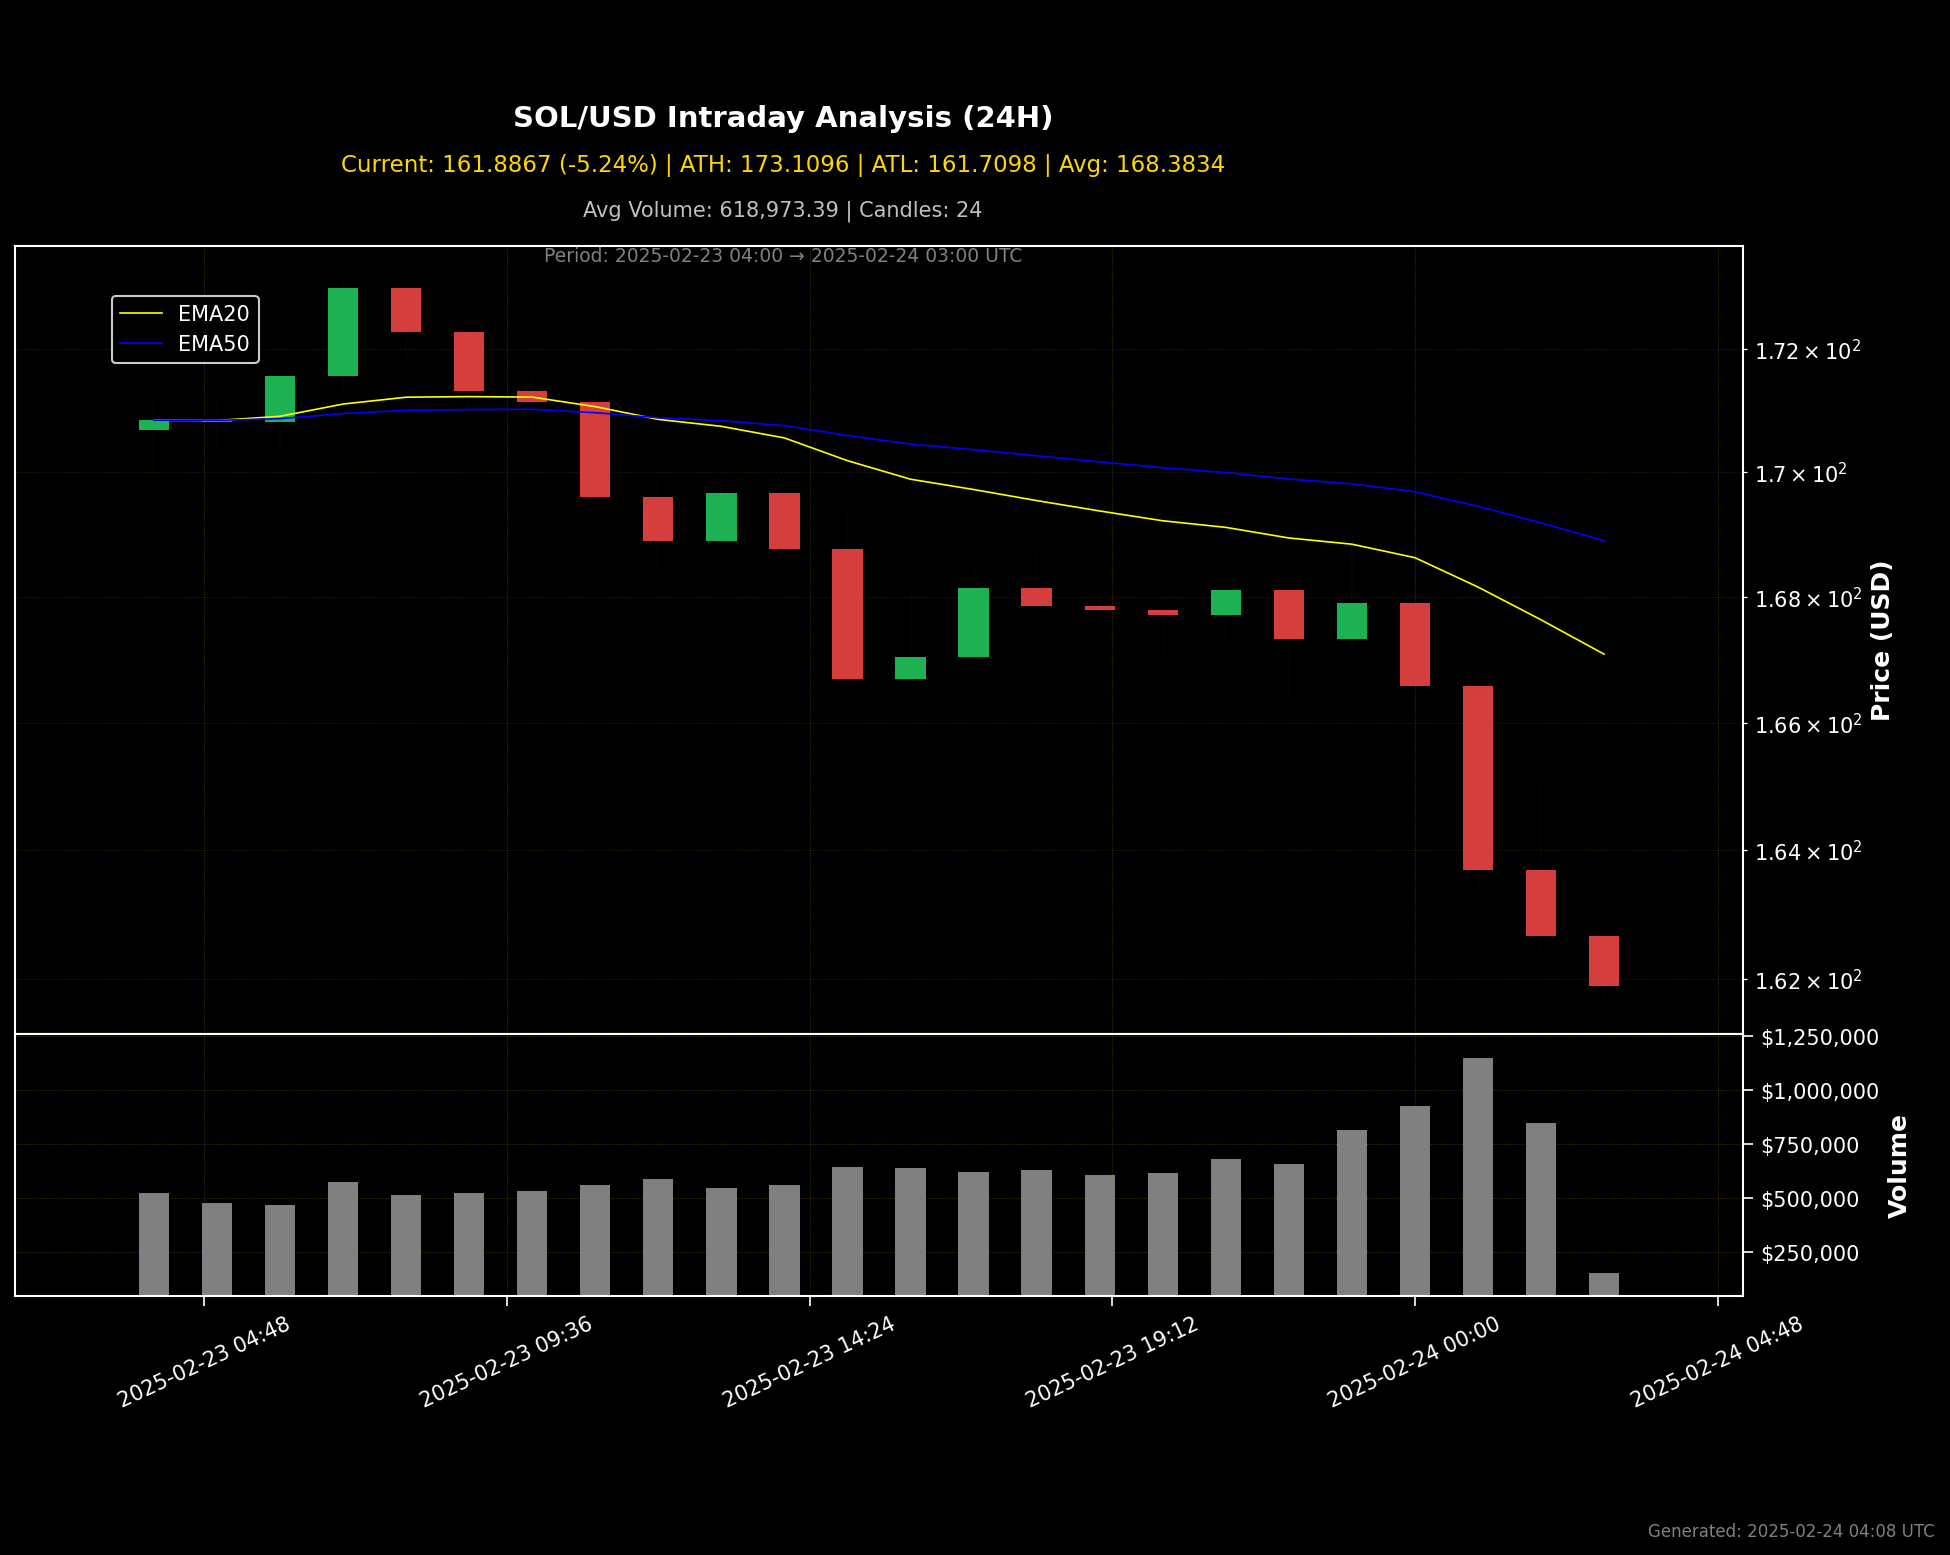 SOL/USD Intraday Analysis (24H)
Current: 161.8867 (-5.24%) | ATH: 173.1096 | ATL: 161.7098 | Avg: 168.3834
Avg Volume: 618,973.39 | Candles: 24
Period: 2025-02-23 04:00 → 2025-02-24 03:00 UTC
EMA20
EMA50
1.72 × 10²
1.7 × 10²
1.68 × 10²
1.66 × 10²
1.64 × 10²
1.62 × 10²
Price (USD)
$1,250,000
$1,000,000
$750,000
$500,000
$250,000
Volume
2025-02-23 04:48
2025-02-23 09:36
2025-02-23 14:24
2025-02-23 19:12
2025-02-24 00:00
2025-02-24 04:48
Generated: 2025-02-24 04:08 UTC